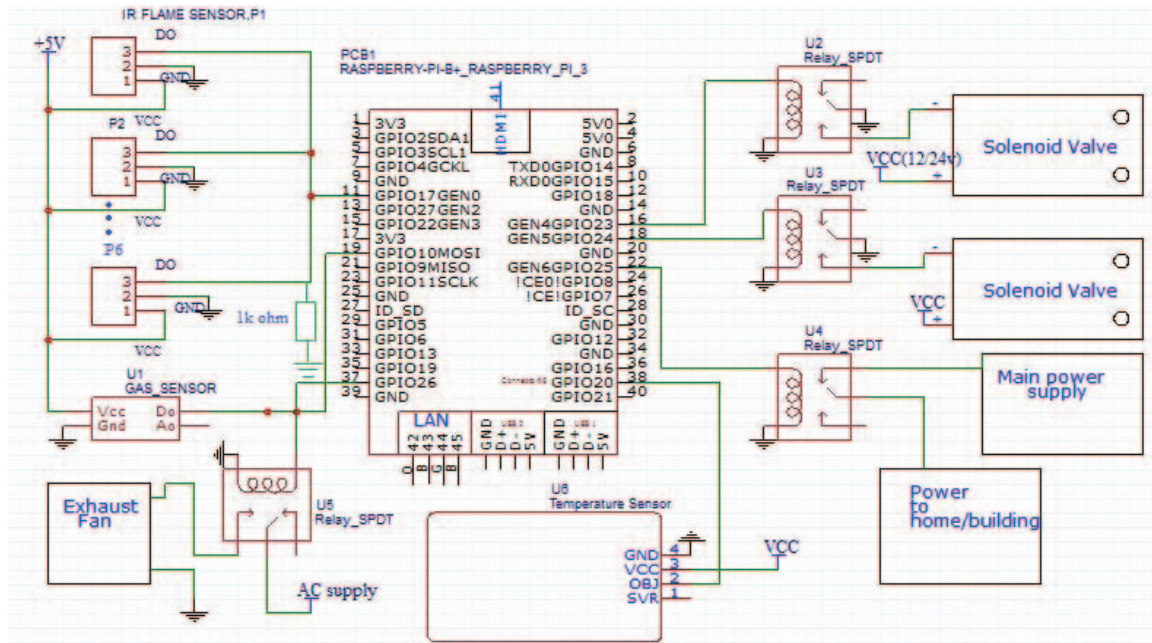 IR FLAME SENSOR,P1
+5V
DO
3
2
1
GND
VCC
P2
DO
3
2
1
GND
VCC
P6
DO
3
2
1
GND
VCC
1k ohm
U1
GAS_SENSOR
Vcc
Gnd
Do
Ao
PCB1
RASPBERRY-PI-B+_RASPBERRY_PI_3
41
HDMI
1 3V3
3 GPIO2SDA1
5 GPIO3SCL1
7 GPIO4GCKL
9 GND
11 GPIO17GEN0
13 GPIO27GEN2
15 GPIO22GEN3
17 3V3
19 GPIO10MOSI
21 GPIO9MISO
23 GPIO11SCLK
25 GND
27 ID_SD
29 GPIO5
31 GPIO6
33 GPIO13
35 GPIO19
37 GPIO26
39 GND
5V0 2
5V0 4
GND 6
TXD0GPIO14 8
RXD0GPIO15 10
GPIO18 12
GND 14
GEN4GPIO23 16
GEN5GPIO24 18
GND 20
GEN6GPIO25 22
!CE0!GPIO8 24
!CE!GPIO7 26
ID_SC 28
GND 30
GPIO12 32
GND 34
GPIO16 36
GPIO20 38
GPIO21 40
LAN
42
43
44
45
O
B
G
B
USB 2
GND
D+
D-
5V
USB 1
GND
D+
D-
5V
U2
Relay_SPDT
-
VCC(12/24v)
+
Solenoid Valve
U3
Relay_SPDT
-
VCC
+
Solenoid Valve
U4
Relay_SPDT
Main power
supply
Power
to
home/building
Exhaust
Fan
U5
Relay_SPDT
AC supply
U6
Temperature Sensor
GND 4
VCC 3
OBJ 2
SVR 1
VCC